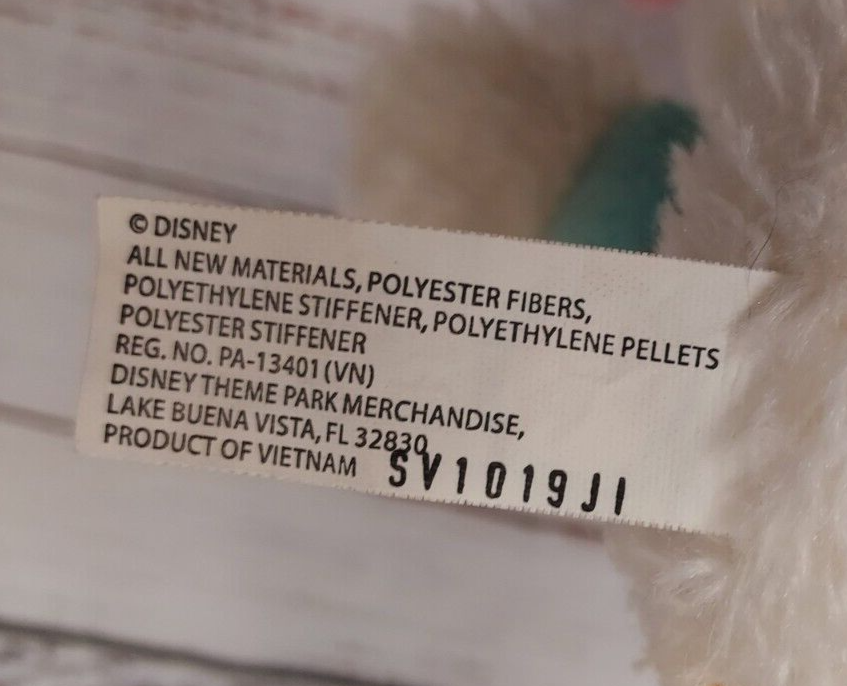 © DISNEY
ALL NEW MATERIALS, POLYESTER FIBERS,
POLYETHYLENE STIFFENER, POLYETHYLENE PELLETS
POLYESTER STIFFENER
REG. NO. PA-13401 (VN)
DISNEY THEME PARK MERCHANDISE,
LAKE BUENA VISTA, FL 32830
PRODUCT OF VIETNAM SV1019JI